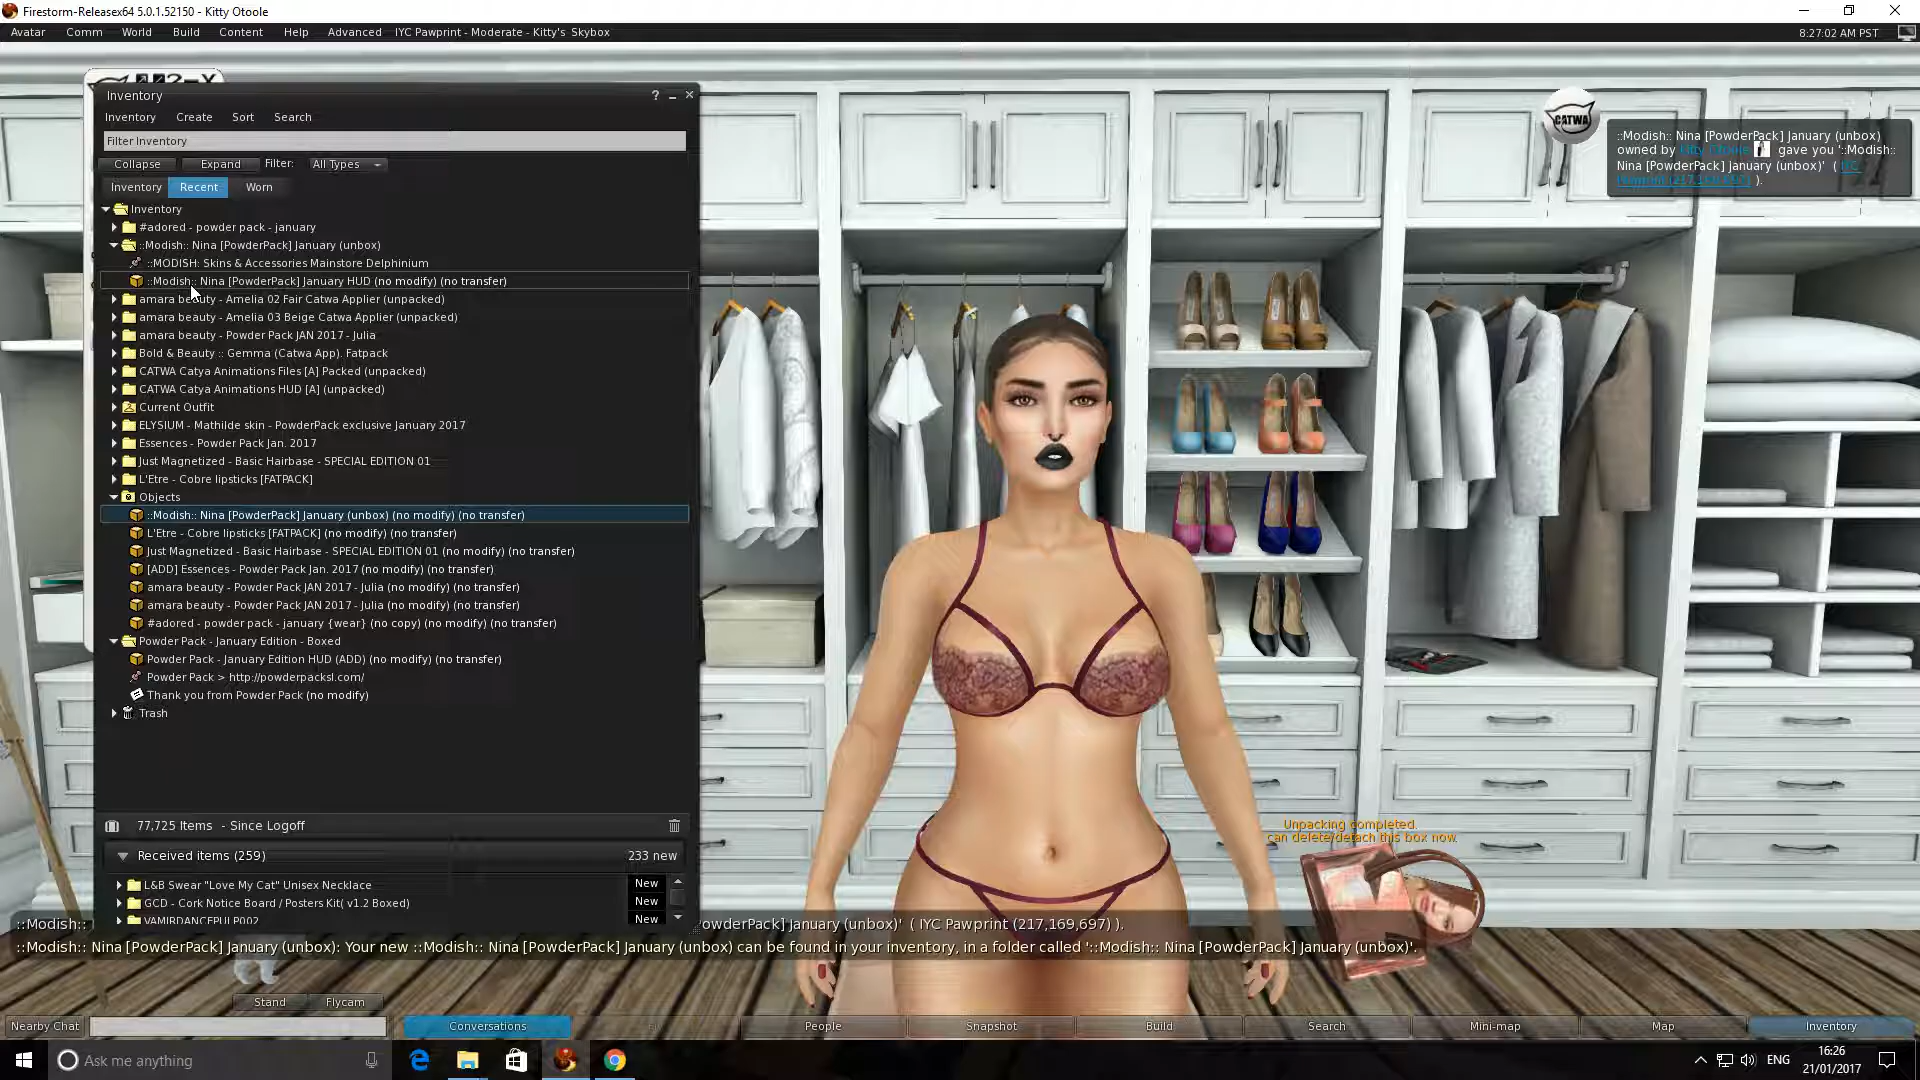 Firestorm-Releasex64 5.0.1.52150 - Kitty Otoole
Avatar Comm World Build Content Help Advanced IYC Pawprint - Moderate - Kitty's Skybox 8:27:02 AM PST
Inventory ?
Inventory Create Sort Search
Filter Inventory
Collapse Expand Filter: All Types
Inventory Recent Worn
Inventory
#adored - powder pack - january
::Modish:: Nina [PowderPack] January (unbox)
::MODISH: Skins & Accessories Mainstore Delphinium
::Modish:: Nina [PowderPack] January HUD (no modify) (no transfer)
amara beauty - Amelia 02 Fair Catwa Applier (unpacked)
amara beauty - Amelia 03 Beige Catwa Applier (unpacked)
amara beauty - Powder Pack JAN 2017 - Julia
Bold & Beauty :: Gemma (Catwa App). Fatpack
CATWA Catya Animations Files [A] Packed (unpacked)
CATWA Catya Animations HUD [A] (unpacked)
Current Outfit
ELYSIUM - Mathilde skin - PowderPack exclusive January 2017
Essences - Powder Pack Jan. 2017
Just Magnetized - Basic Hairbase - SPECIAL EDITION 01
L'Etre - Cobre lipsticks [FATPACK]
Objects
::Modish:: Nina [PowderPack] January (unbox) (no modify) (no transfer)
L'Etre - Cobre lipsticks [FATPACK] (no modify) (no transfer)
Just Magnetized - Basic Hairbase - SPECIAL EDITION 01 (no modify) (no transfer)
[ADD] Essences - Powder Pack Jan. 2017 (no modify) (no transfer)
amara beauty - Powder Pack JAN 2017 - Julia (no modify) (no transfer)
amara beauty - Powder Pack JAN 2017 - Julia (no modify) (no transfer)
#adored - powder pack - january {wear} (no copy) (no modify) (no transfer)
Powder Pack - January Edition - Boxed
Powder Pack - January Edition HUD (ADD) (no modify) (no transfer)
Powder Pack > http://powderpacksl.com/
Thank you from Powder Pack (no modify)
Trash
77,725 Items - Since Logoff
Received items (259) 233 new
L&B Swear "Love My Cat" Unisex Necklace New
GCD - Cork Notice Board / Posters Kit( v1.2 Boxed) New
VAMIRDANCEPULP002 New
CATWA
::Modish:: Nina [PowderPack] January (unbox)
owned by Kitty Otoole gave you '::Modish::
Nina [PowderPack] January (unbox)' ( IYC
Pawprint (217,169,697) ).
Unpacking completed.
can delete/detach this box now.
::Modish:: owderPack] January (unbox)' ( IYC Pawprint (217,169,697) ).
::Modish:: Nina [PowderPack] January (unbox): Your new ::Modish:: Nina [PowderPack] January (unbox) can be found in your inventory, in a folder called '::Modish:: Nina [PowderPack] January (unbox)'.
Stand Flycam
Nearby Chat Conversations People Snapshot Build Search Mini-map Map Inventory
Ask me anything ENG 16:26
21/01/2017